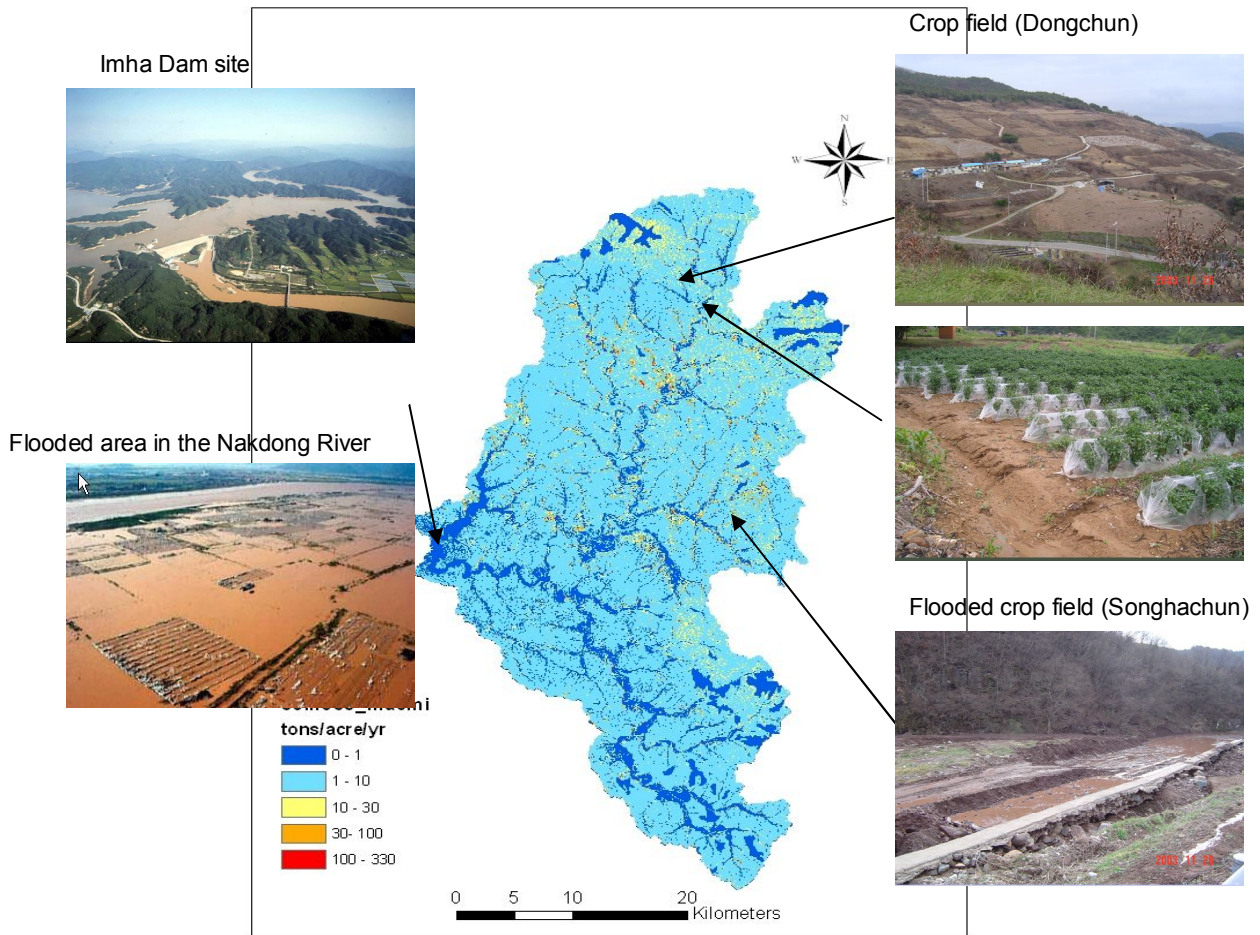 Crop field (Dongchun)
Imha Dam site
N
W
E
S
Flooded area in the Nakdong River
Flooded crop field (Songhachun)
tons/acre/yr
0 - 1
1 - 10
10 - 30
30- 100
100 - 330
0 5 10 20
Kilometers